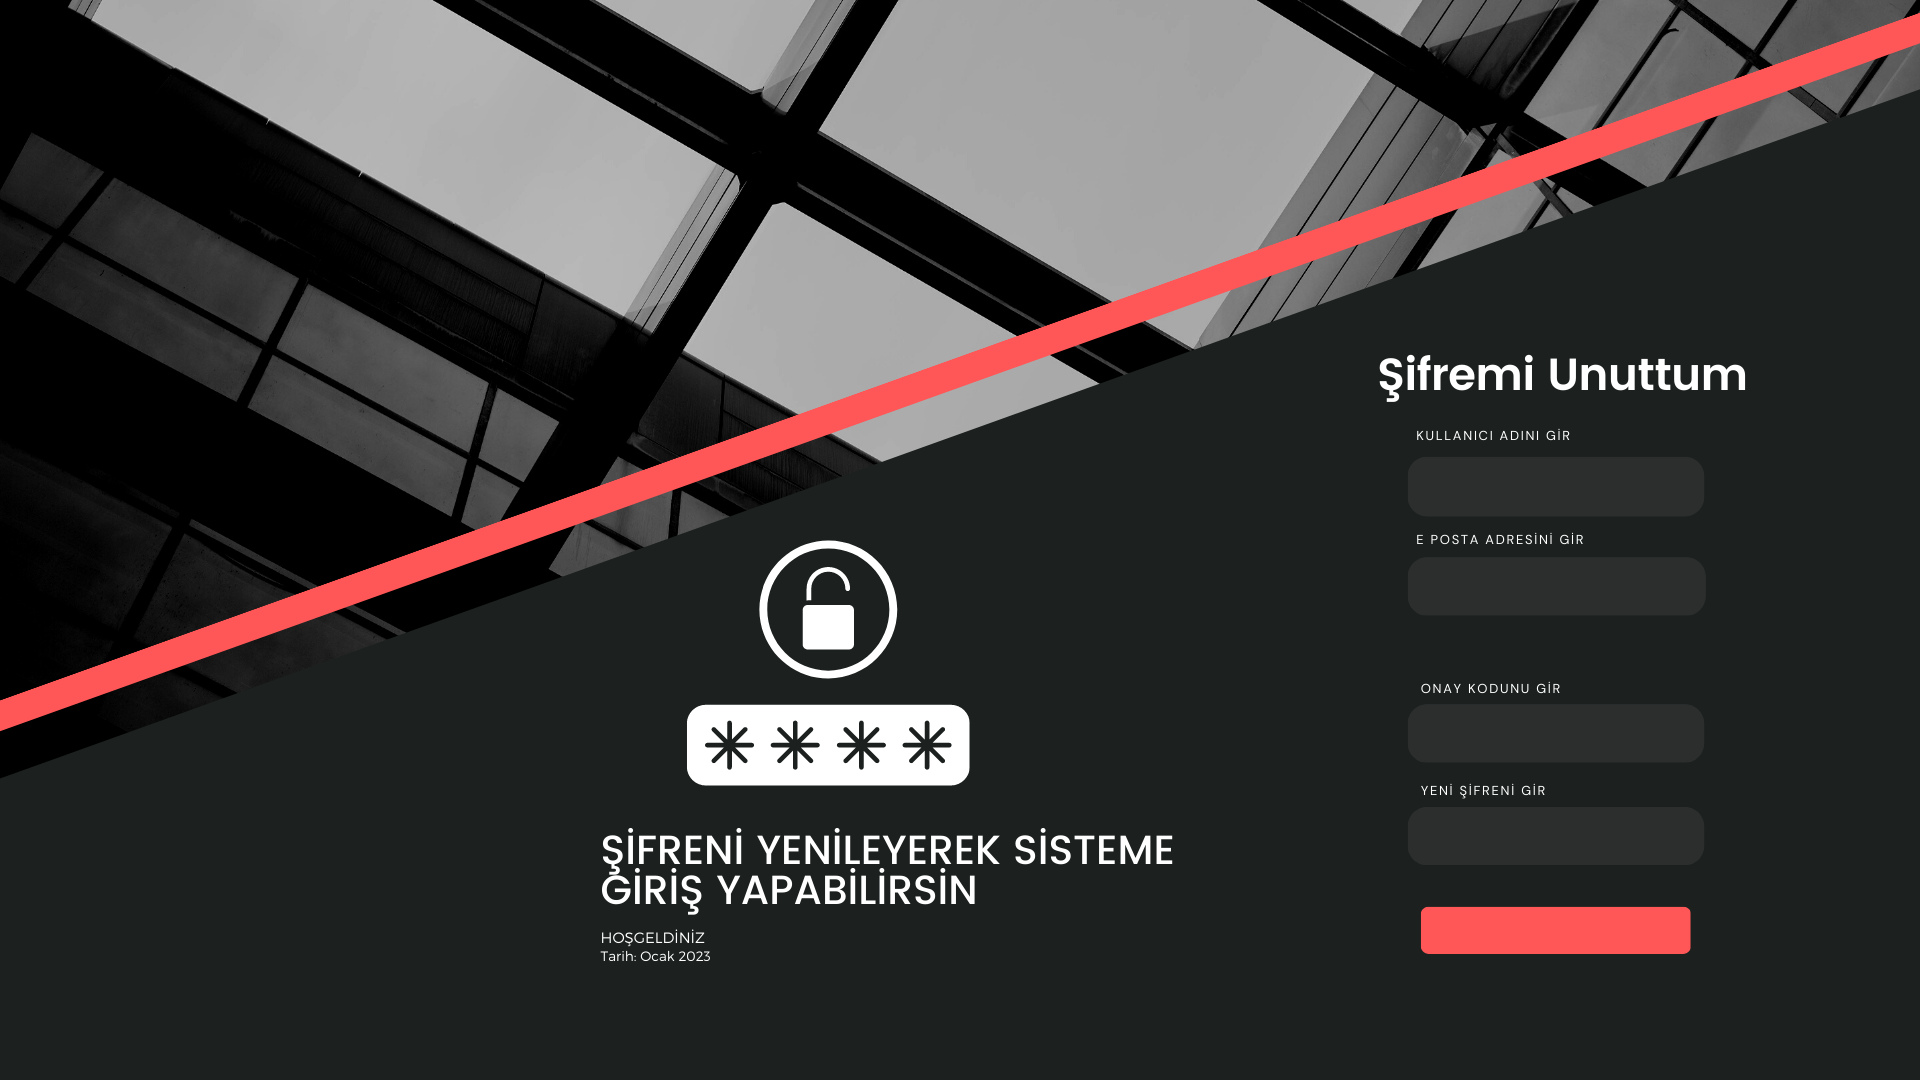 Şifremi Unuttum
KULLANICI ADINI GİR
E POSTA ADRESİNİ GİR
ONAY KODUNU GİR
YENİ ŞİFRENİ GİR
ŞİFRENİ YENİLEYEREK SİSTEME
GİRİŞ YAPABİLİRSİN
HOŞGELDİNİZ
Tarih: Ocak 2023